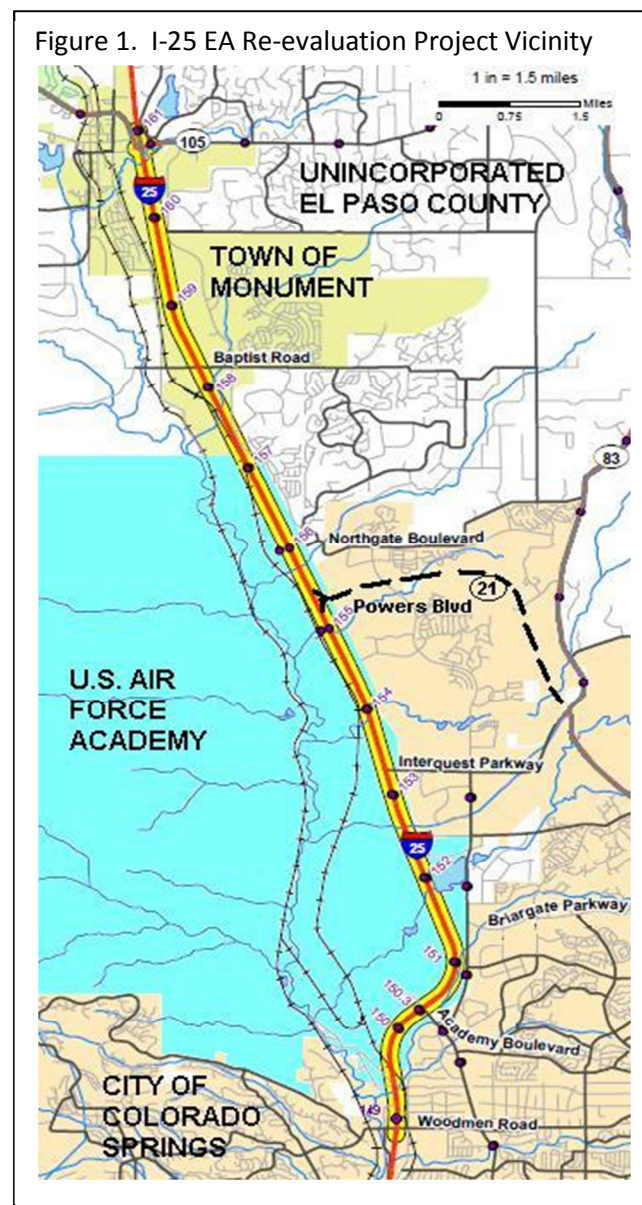 Figure 1. I-25 EA Re-evaluation Project Vicinity
1 in = 1.5 miles
Miles
0 0.75 1.5
161
105
25
160
UNINCORPORATED
EL PASO COUNTY
TOWN OF
MONUMENT
159
Baptist Road
158
157
83
156
Northgate Boulevard
21
Powers Blvd
155
U.S. AIR
FORCE
ACADEMY
154
Interquest Parkway
153
25
152
Briargate Parkway
151
150.3
150
Academy Boulevard
CITY OF
COLORADO
SPRINGS
149
Woodmen Road